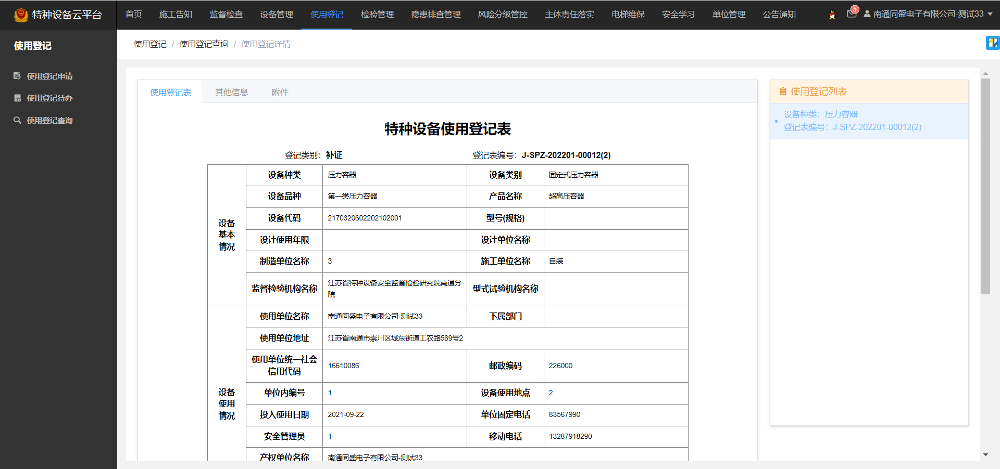 特种设备云平台
首页 施工告知 监督检查 设备管理 使用登记 检验管理 隐患排查管理 风险分级管控 主体责任落实 电梯维保 安全学习 单位管理 公告通知 5 南通同盛电子有限公司-测试33
使用登记
使用登记申请
使用登记待办
使用登记查询
使用登记 / 使用登记查询 / 使用登记详情
使用登记表 其他信息 附件
特种设备使用登记表
登记类别：补证 登记表编号：J-SPZ-202201-00012(2)
设备基本情况
设备种类 压力容器 设备类别 固定式压力容器
设备品种 第一类压力容器 产品名称 超高压容器
设备代码 2170320602202102001 型号(规格)
设计使用年限 设计单位名称
制造单位名称 3 施工单位名称 自装
监督检验机构名称 江苏省特种设备安全监督检验研究院南通分院 型式试验机构名称
设备使用情况
使用单位名称 南通同盛电子有限公司-测试33 下属部门
使用单位地址 江苏省南通市崇川区城东街道工农路589号2
使用单位统一社会信用代码 16610086 邮政编码 226000
单位内编号 1 设备使用地点 2
投入使用日期 2021-09-22 单位固定电话 83567990
安全管理员 1 移动电话 13287918290
产权单位名称 南通同盛电子有限公司-测试33
使用登记列表
设备种类：压力容器
登记表编号：J-SPZ-202201-00012(2)